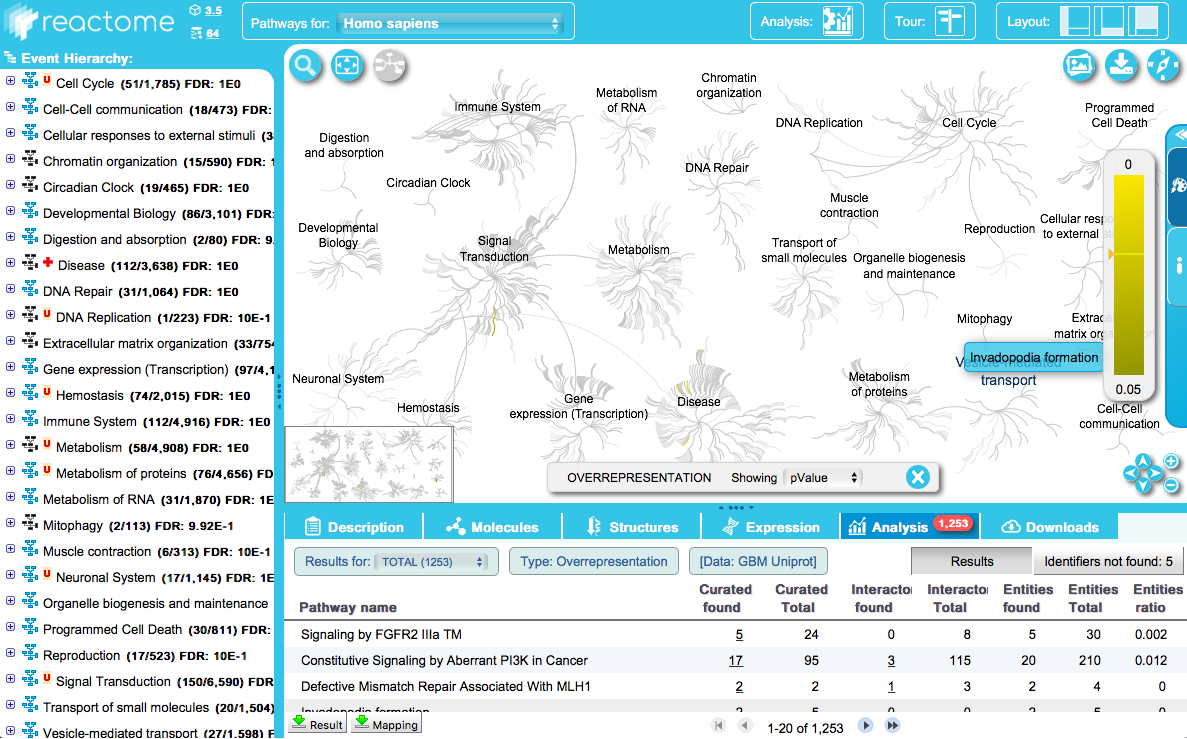 reactome
3.5
64
Pathways for: Homo sapiens
Analysis:
Tour:
Layout:
Event Hierarchy:
U Cell Cycle (51/1,785) FDR: 1E0
Cell-Cell communication (18/473) FDR:
Cellular responses to external stimuli (3
Chromatin organization (15/590) FDR: 1
Circadian Clock (19/465) FDR: 1E0
Developmental Biology (86/3,101) FDR:
Digestion and absorption (2/80) FDR: 9.
Disease (112/3,638) FDR: 1E0
DNA Repair (31/1,064) FDR: 1E0
U DNA Replication (1/223) FDR: 10E-1
Extracellular matrix organization (33/754
Gene expression (Transcription) (97/4,1
U Hemostasis (74/2,015) FDR: 1E0
Immune System (112/4,916) FDR: 1E0
U Metabolism (58/4,908) FDR: 1E0
U Metabolism of proteins (76/4,656) FD
Metabolism of RNA (31/1,870) FDR: 1E
Mitophagy (2/113) FDR: 9.92E-1
Muscle contraction (6/313) FDR: 10E-1
U Neuronal System (17/1,145) FDR: 1E
Organelle biogenesis and maintenance
Programmed Cell Death (30/811) FDR:
Reproduction (17/523) FDR: 10E-1
U Signal Transduction (150/6,590) FDR
Transport of small molecules (20/1,504)
Vesicle-mediated transport (27/1,598) F
Chromatin
organization
Immune System
Metabolism
of RNA
DNA Replication
Cell Cycle
Programmed
Cell Death
Digestion
and absorption
Circadian Clock
DNA Repair
Muscle
contraction
Developmental
Biology
Signal
Transduction
Metabolism
Transport of
small molecules
Organelle biogenesis
and maintenance
Reproduction
Cellular resp
to external
Mitophagy
Extrac
matrix
Invadopodia formation
Vesicle-mediated
transport
Neuronal System
Hemostasis
Gene
expression (Transcription)
Disease
Metabolism
of proteins
Cell-Cell
communication
0
0.05
OVERREPRESENTATION Showing pValue
Description
Molecules
Structures
Expression
Analysis 1,253
Downloads
Results for: TOTAL (1253)
Type: Overrepresentation
[Data: GBM Uniprot]
Results
Identifiers not found: 5
Pathway name
Curated
found
Curated
Total
Interacto
found
Interacto
Total
Entities
found
Entities
Total
Entities
ratio
Signaling by FGFR2 IIIa TM 5 24 0 8 5 30 0.002
Constitutive Signaling by Aberrant PI3K in Cancer 17 95 3 115 20 210 0.012
Defective Mismatch Repair Associated With MLH1 2 2 1 3 2 4 0
Invadopodia formation 2 5 0 0 2 5 0
Result
Mapping
1-20 of 1,253